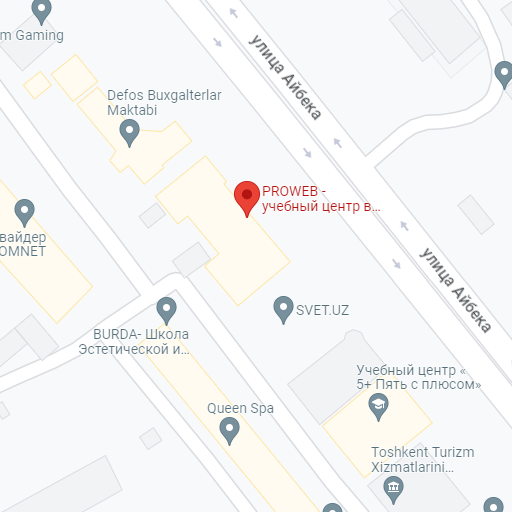 m Gaming
улица Айбека
Defos Buxgalterlar
Maktabi
PROWEB -
учебный центр в...
вайдер
OMNET
улица Айбека
SVET.UZ
BURDA- Школа
Эстетической и...
Учебный центр «
5+ Пять с плюсом»
Queen Spa
Toshkent Turizm
Xizmatlarini...